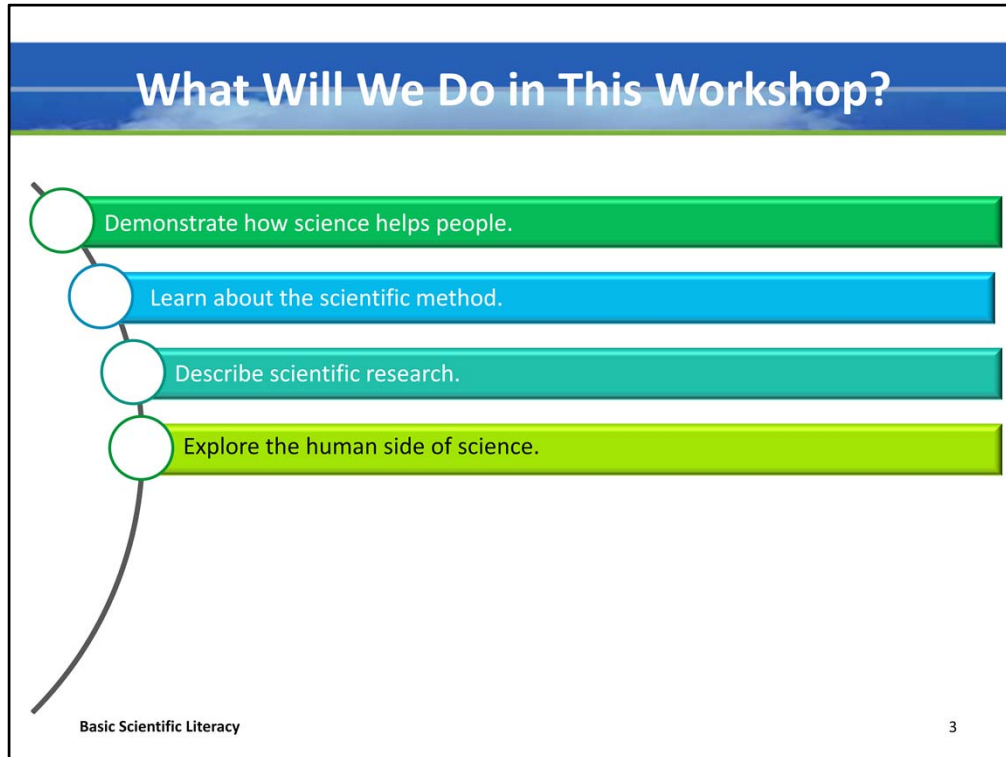 What Will We Do in This Workshop?
Demonstrate how science helps people.
Learn about the scientific method.
Describe scientific research.
Explore the human side of science.
Basic Scientific Literacy
3